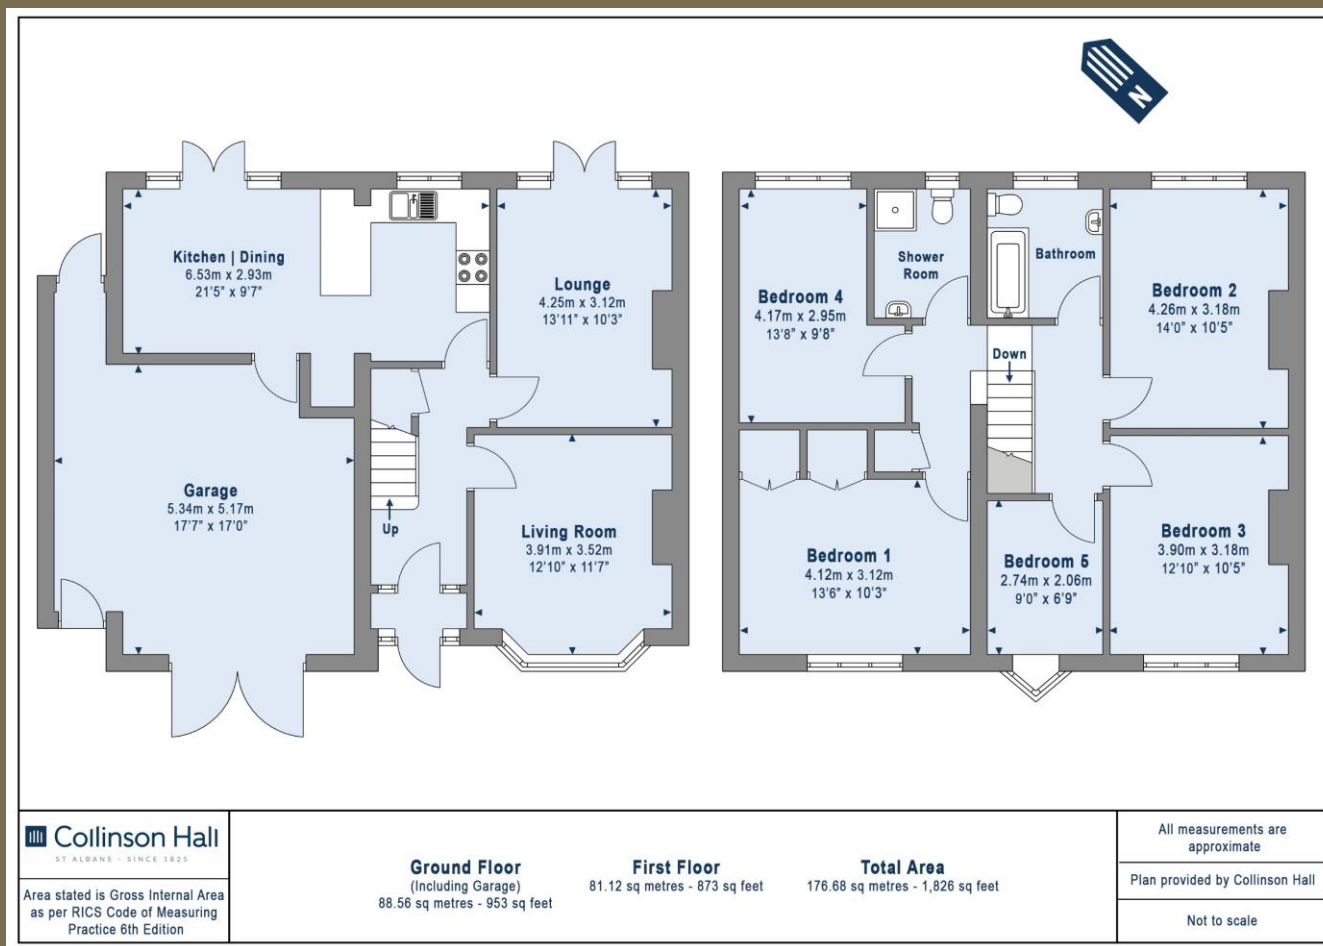 N
Kitchen | Dining
6.53m x 2.93m
21'5" x 9'7"
Lounge
4.25m x 3.12m
13'11" x 10'3"
Garage
5.34m x 5.17m
17'7" x 17'0"
Up
Living Room
3.91m x 3.52m
12'10" x 11'7"
Bedroom 4
4.17m x 2.95m
13'8" x 9'8"
Shower
Room
Bathroom
Bedroom 2
4.26m x 3.18m
14'0" x 10'5"
Down
Bedroom 1
4.12m x 3.12m
13'6" x 10'3"
Bedroom 5
2.74m x 2.06m
9'0" x 6'9"
Bedroom 3
3.90m x 3.18m
12'10" x 10'5"
Collinson Hall
ST ALBANS - SINCE 1825
Area stated is Gross Internal Area
as per RICS Code of Measuring
Practice 6th Edition
Ground Floor
(Including Garage)
88.56 sq metres - 953 sq feet
First Floor
81.12 sq metres - 873 sq feet
Total Area
176.68 sq metres - 1,826 sq feet
All measurements are
approximate
Plan provided by Collinson Hall
Not to scale